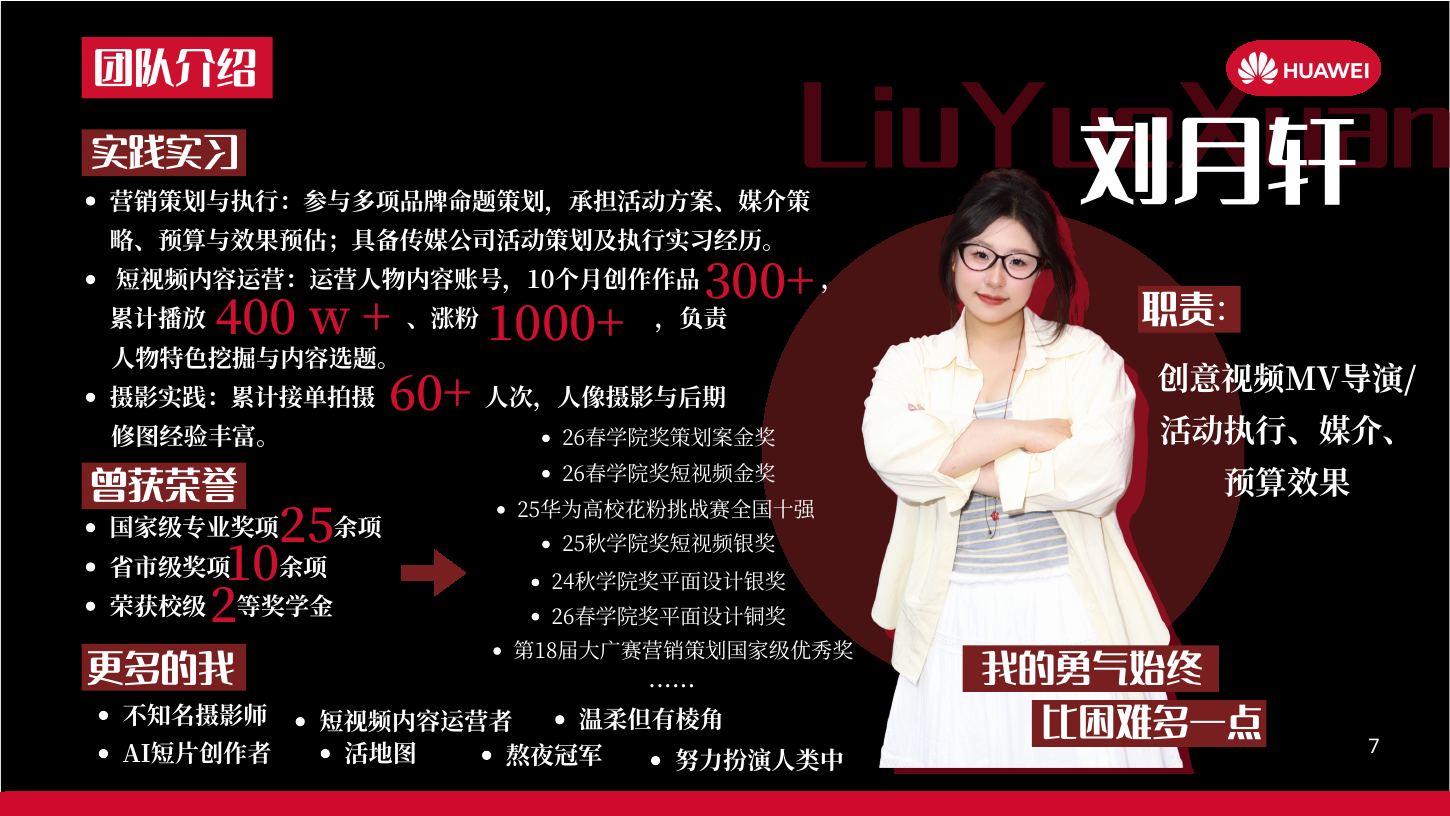 团队介绍
HUAWEI
LiuYueXuan
刘月轩
实践实习
营销策划与执行：参与多项品牌命题策划，承担活动方案、媒介策
略、预算与效果预估；具备传媒公司活动策划及执行实习经历。
短视频内容运营：运营人物内容账号，10个月创作作品300+，
累计播放 400 w + 、涨粉 1000+ ，负责
人物特色挖掘与内容选题。
摄影实践：累计接单拍摄 60+ 人次，人像摄影与后期
修图经验丰富。
曾获荣誉
国家级专业奖项25余项
省市级奖项10余项
荣获校级2等奖学金
26春学院奖策划案金奖
26春学院奖短视频金奖
25华为高校花粉挑战赛全国十强
25秋学院奖短视频银奖
24秋学院奖平面设计银奖
26春学院奖平面设计铜奖
第18届大广赛营销策划国家级优秀奖
……
更多的我
不知名摄影师
短视频内容运营者
温柔但有棱角
AI短片创作者
活地图
熬夜冠军
努力扮演人类中
职责：
创意视频MV导演/
活动执行、媒介、
预算效果
我的勇气始终
比困难多一点
7